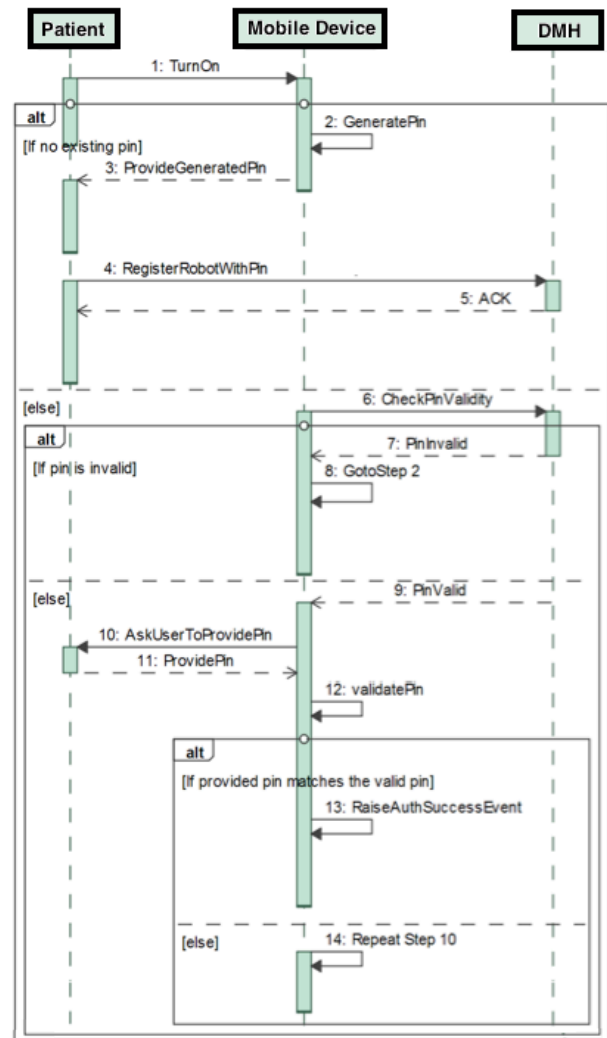 Patient
Mobile Device
DMH
1: TurnOn
alt
2: GeneratePin
[If no existing pin]
3: ProvideGeneratedPin
4: RegisterRobotWithPin
5: ACK
[else]
6: CheckPinValidity
alt
7: PinInvalid
[If pin is invalid]
8: GotoStep 2
9: PinValid
[else]
10: AskUserToProvidePin
11: ProvidePin
12: validatePin
alt
[If provided pin matches the valid pin]
13: RaiseAuthSuccessEvent
[else]
14: Repeat Step 10